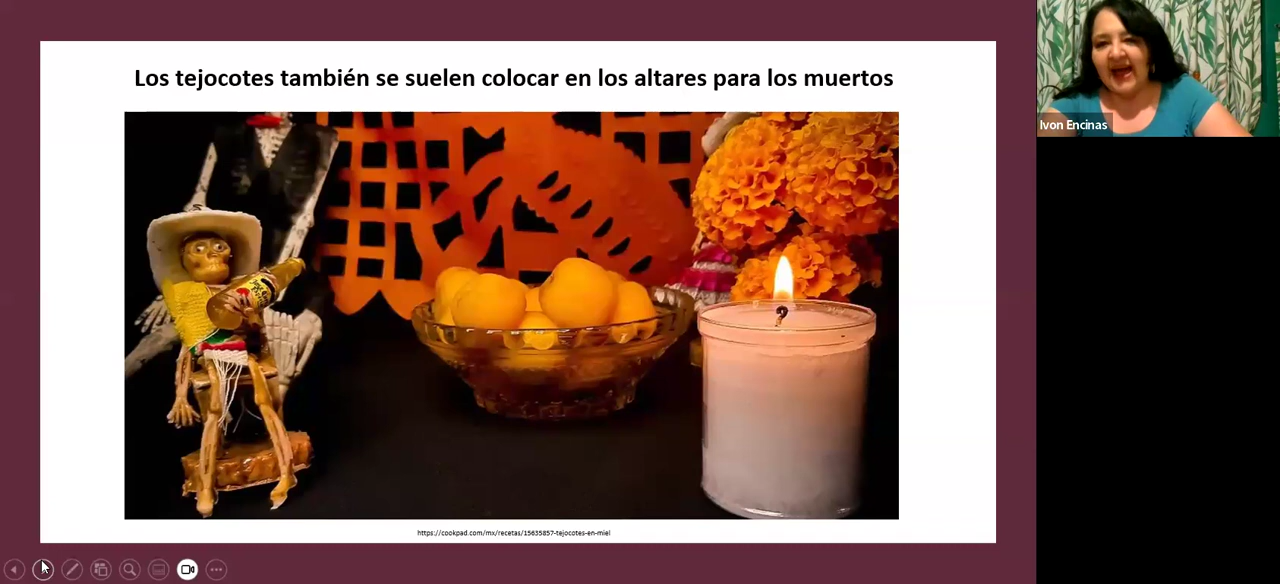 Los tejocotes también se suelen colocar en los altares para los muertos
Ivon Encinas
https://cookpad.com/mx/recetas/15635857-tejocotes-en-miel